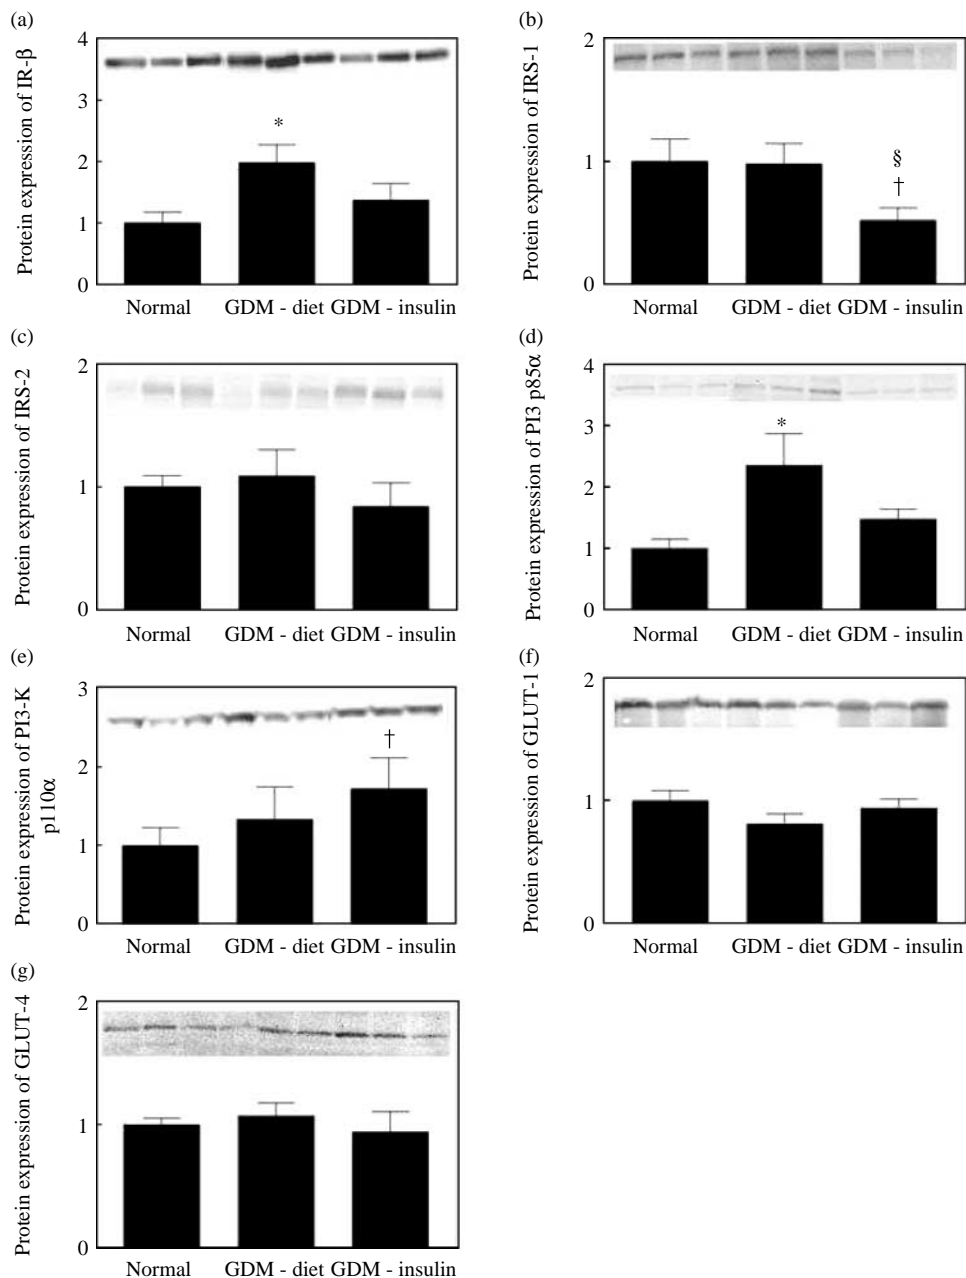 (a)
Protein expression of IR-β
4
3
2
1
0
*
Normal GDM - diet GDM - insulin
(b)
Protein expression of IRS-1
2
1
0
§
†
Normal GDM - diet GDM - insulin
(c)
Protein expression of IRS-2
2
1
0
Normal GDM - diet GDM - insulin
(d)
Protein expression of PI3 p85α
4
3
2
1
0
*
Normal GDM - diet GDM - insulin
(e)
Protein expression of PI3-K
p110α
3
2
1
0
†
Normal GDM - diet GDM - insulin
(f)
Protein expression of GLUT-1
2
1
0
Normal GDM - diet GDM - insulin
(g)
Protein expression of GLUT-4
2
1
0
Normal GDM - diet GDM - insulin